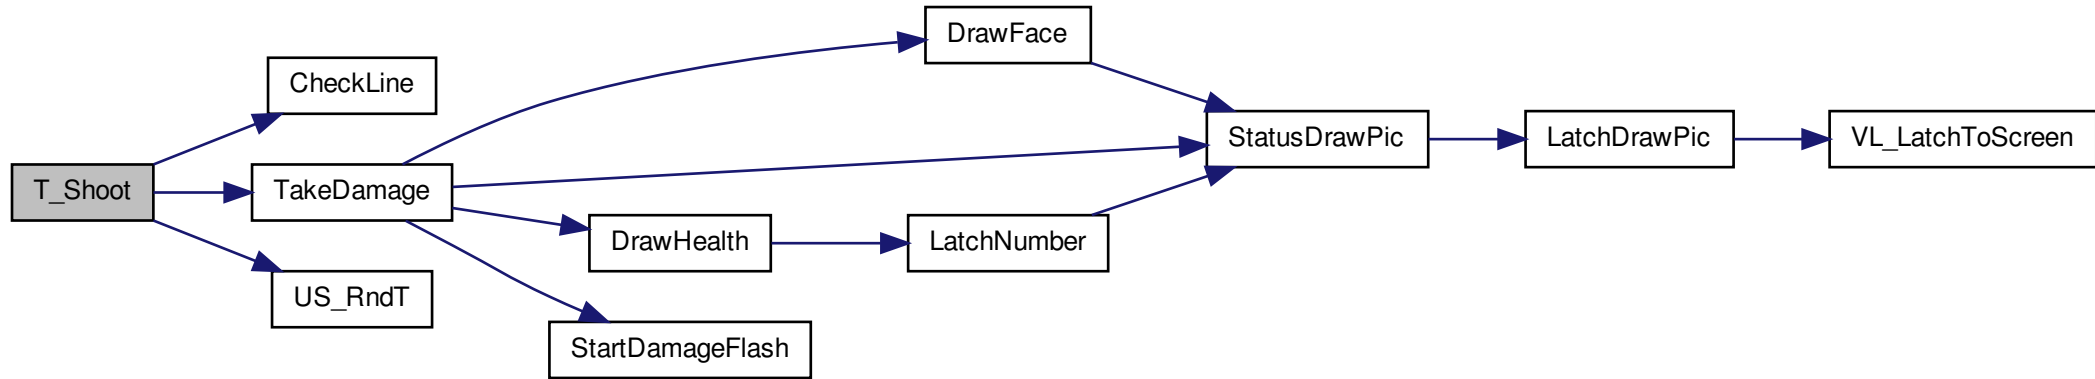 T_Shoot
CheckLine
TakeDamage
US_RndT
DrawFace
DrawHealth
StartDamageFlash
LatchNumber
StatusDrawPic
LatchDrawPic
VL_LatchToScreen